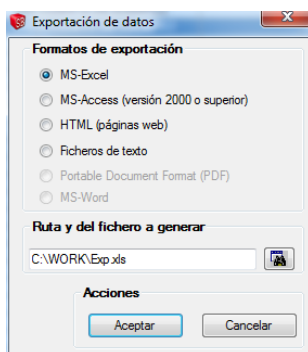 Exportación de datos
Formatos de exportación
MS-Excel
MS-Access (versión 2000 o superior)
HTML (páginas web)
Ficheros de texto
Portable Document Format (PDF)
MS-Word
Ruta y del fichero a generar
C:\WORK\Exp.xls
Acciones
Aceptar Cancelar